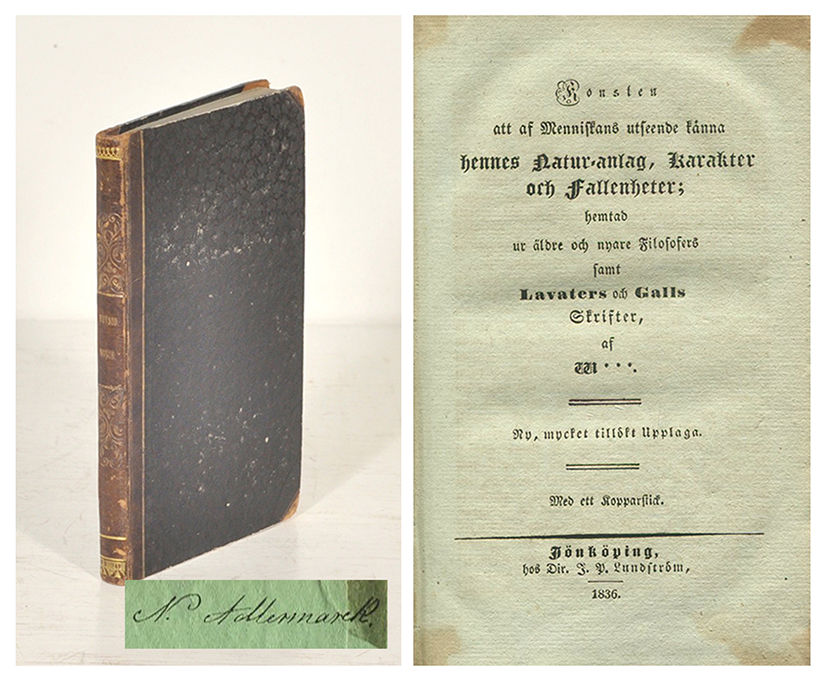 N. Adlermarck.
Konsten
att af Menniskans utseende känna
hennes Natur-anlag, Karakter
och Fallenheter;
hemtad
ur äldre och nyare Filosofers
samt
Lavaters och Galls
Skrifter,
af
W***.
Ny, mycket tillökt Upplaga.
Med ett Kopparstick.
Jönköping,
hos Dir. J. P. Lundström,
1836.